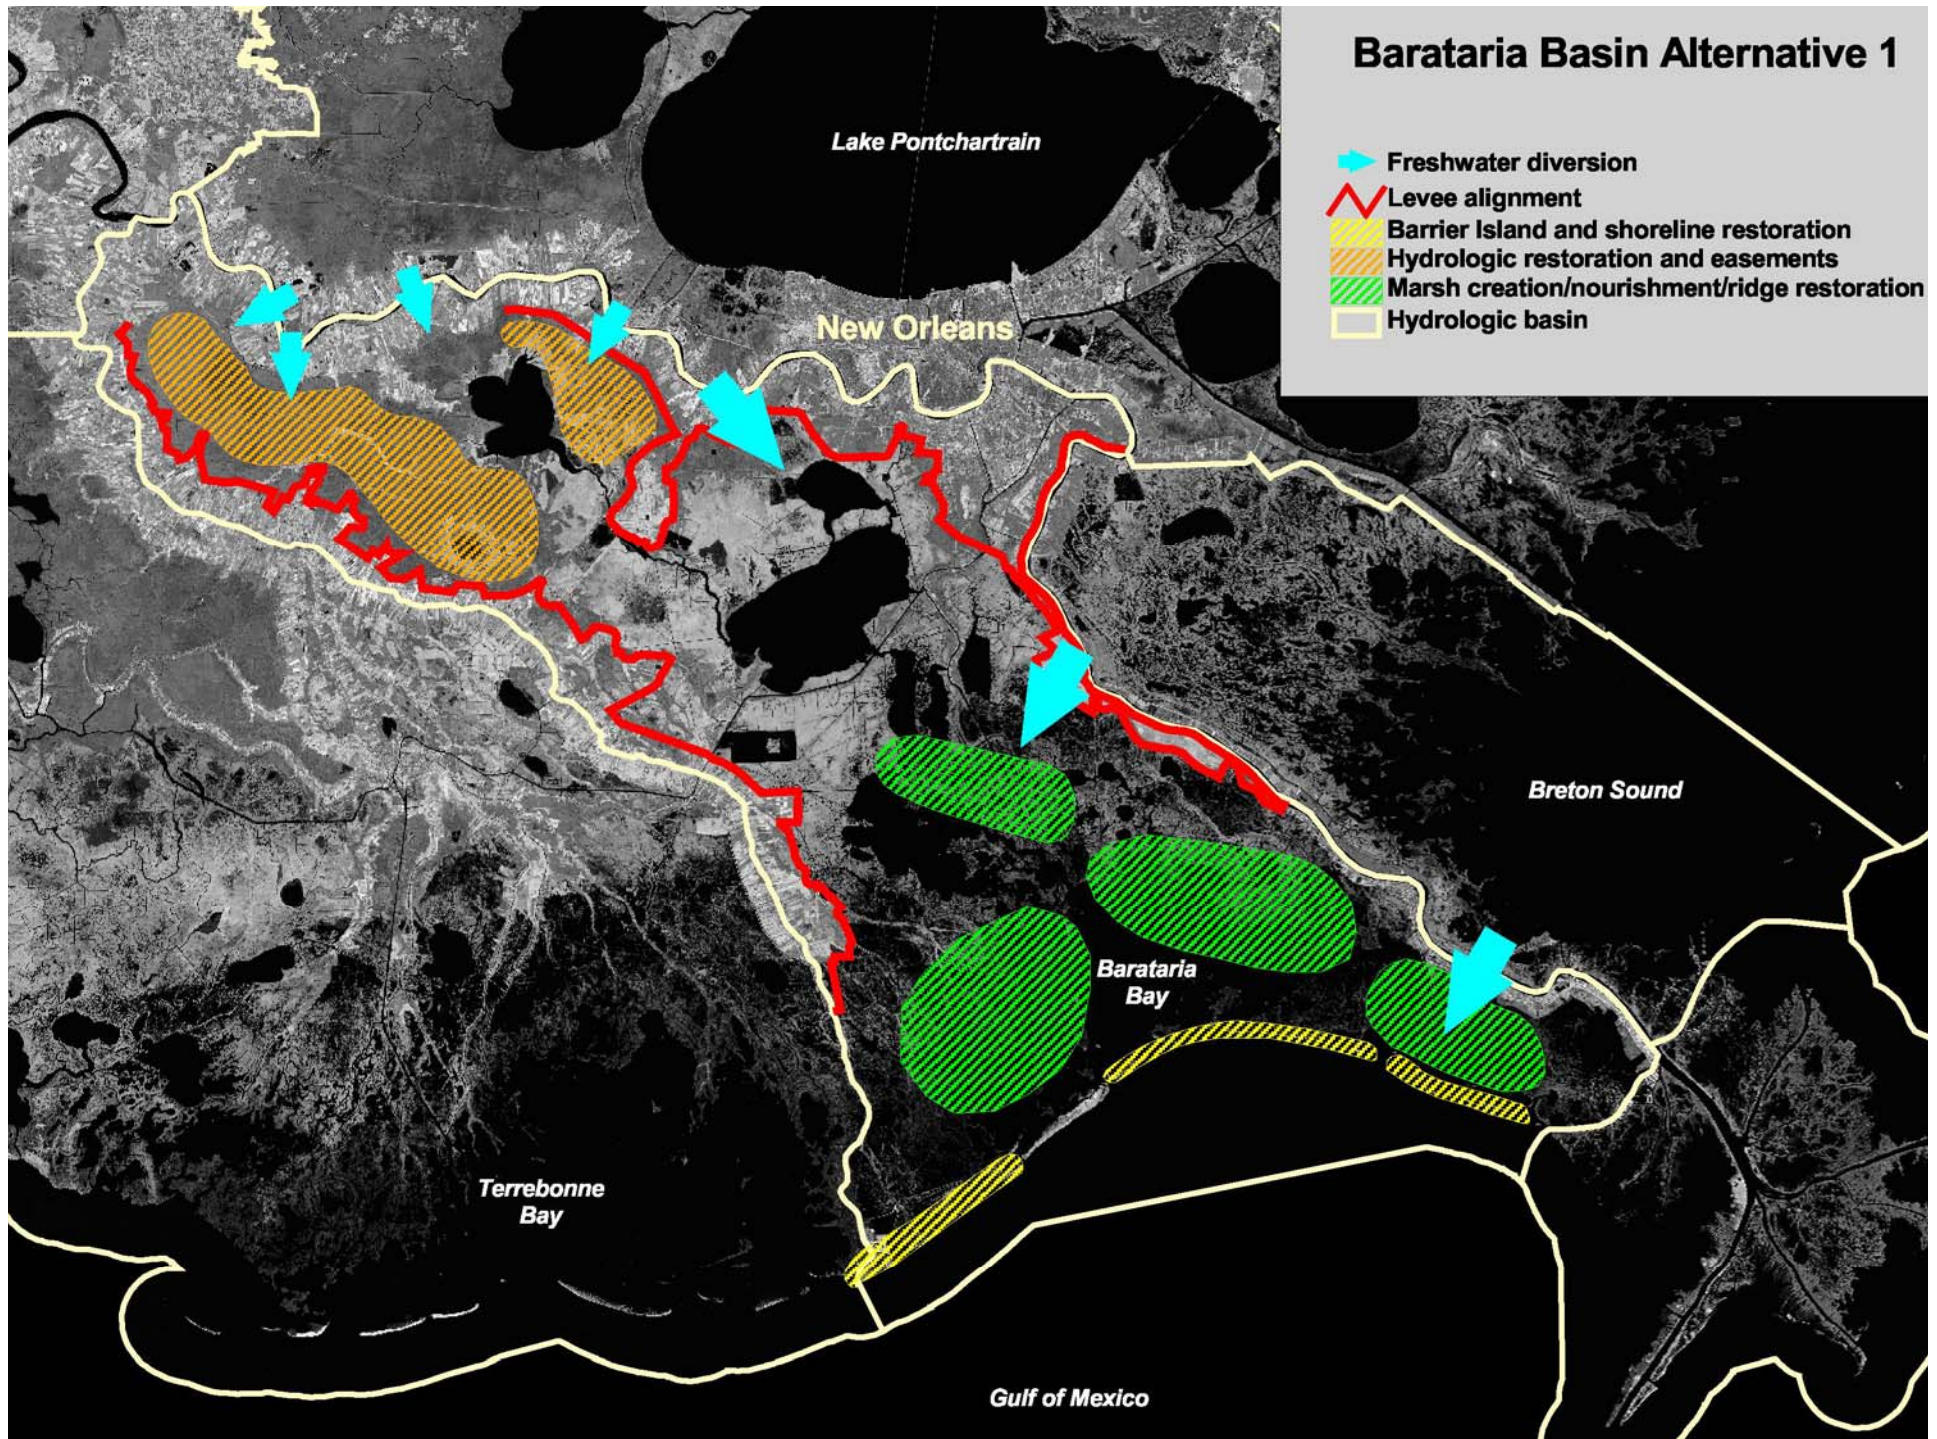 Barataria Basin Alternative 1
Lake Pontchartrain
Freshwater diversion
Levee alignment
Barrier Island and shoreline restoration
Hydrologic restoration and easements
Marsh creation/nourishment/ridge restoration
Hydrologic basin
New Orleans
Breton Sound
Barataria
Bay
Terrebonne
Bay
Gulf of Mexico